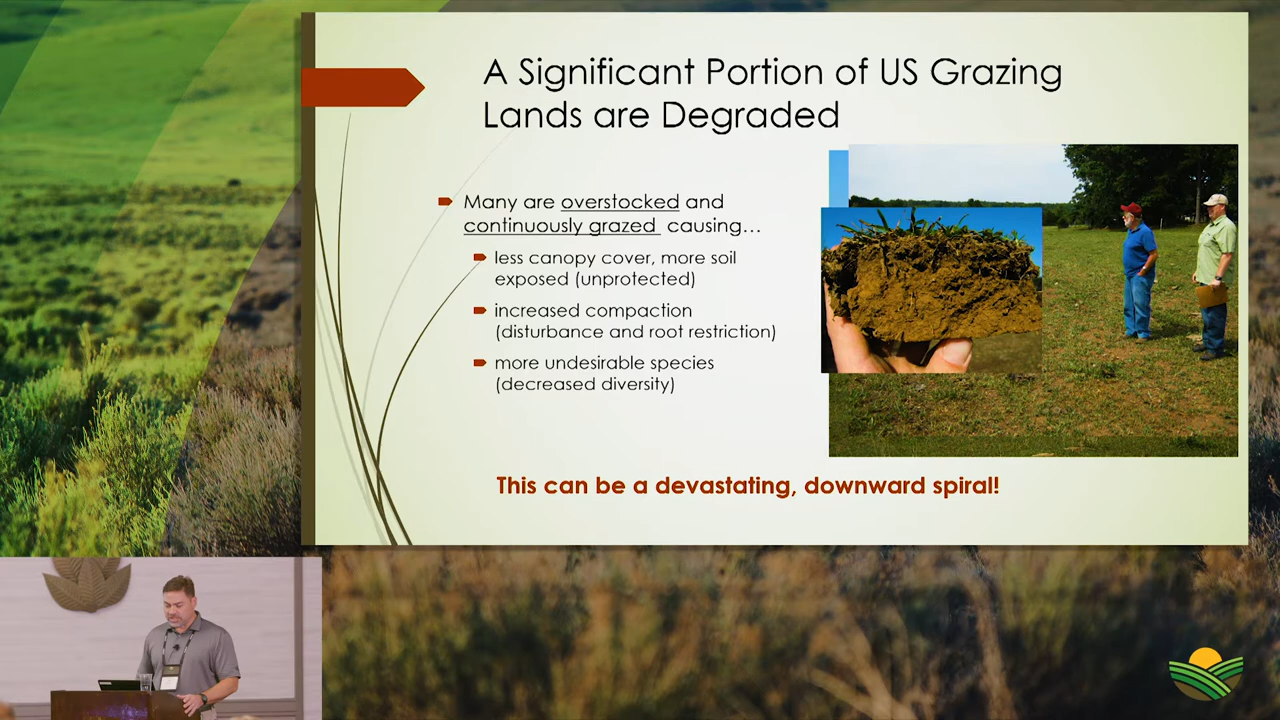 A Significant Portion of US Grazing
Lands are Degraded
Many are overstocked and
continuously grazed causing…
less canopy cover, more soil
exposed (unprotected)
increased compaction
(disturbance and root restriction)
more undesirable species
(decreased diversity)
This can be a devastating, downward spiral!